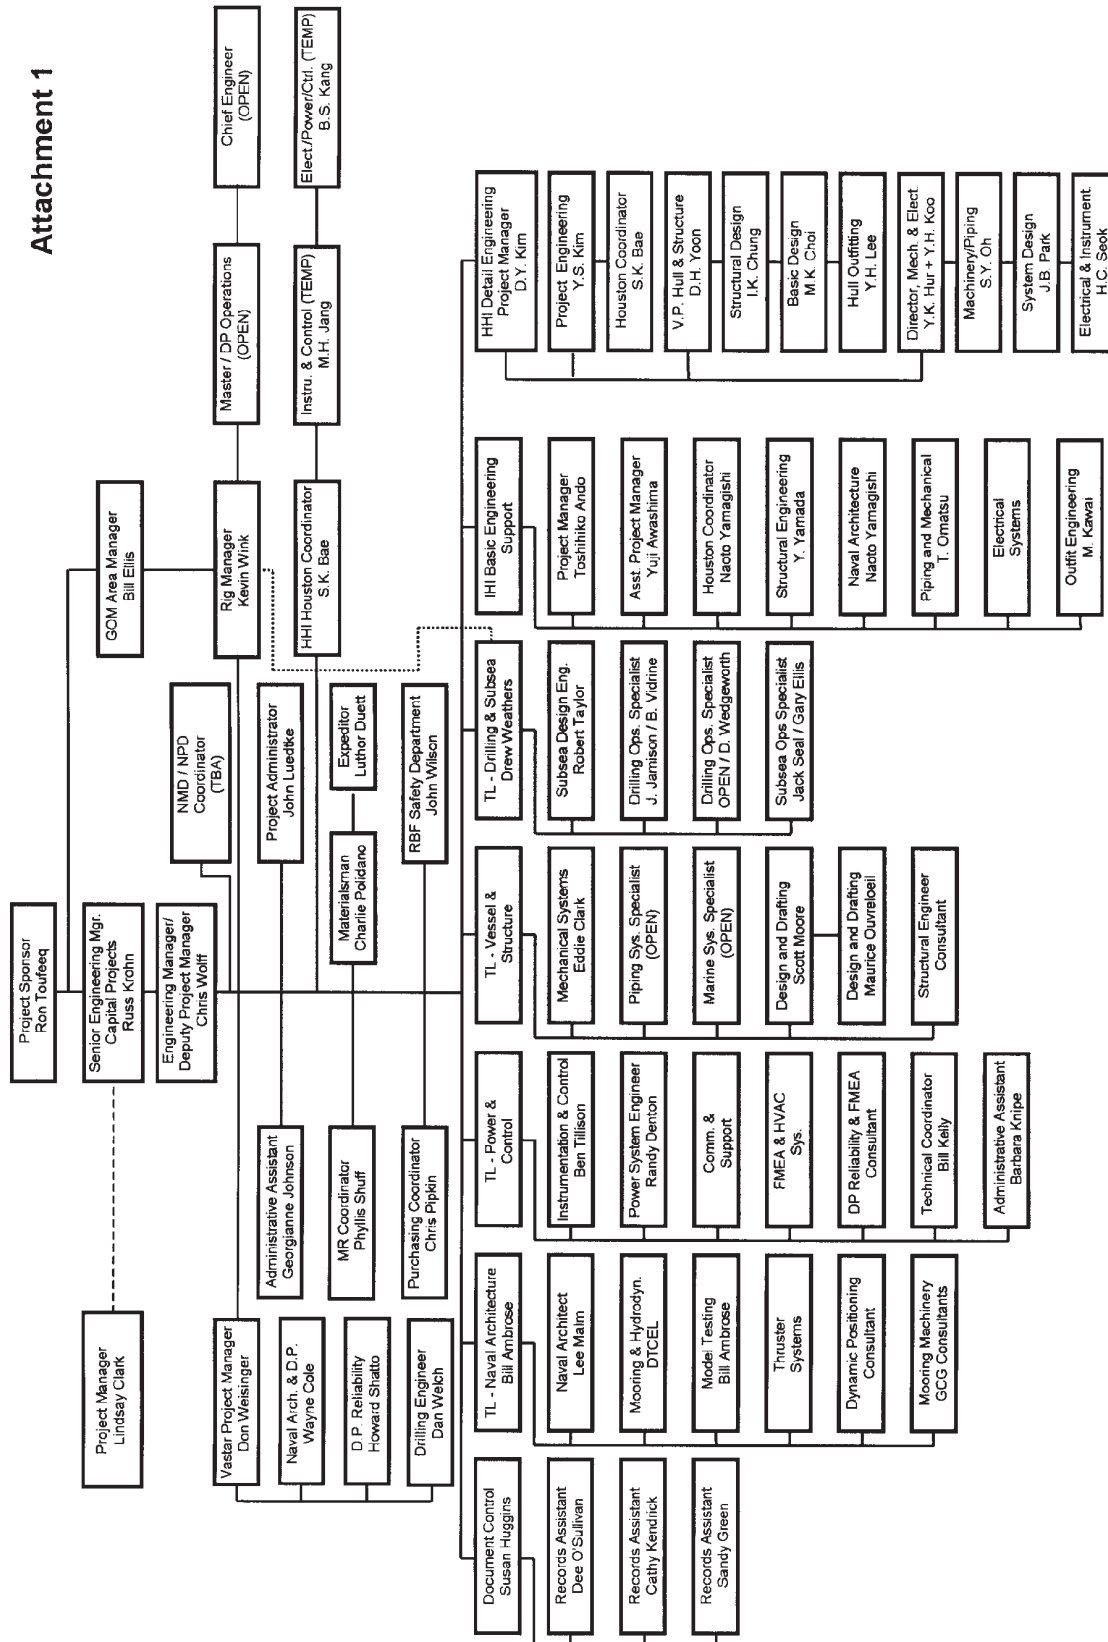 Attachment 1
Project Sponsor
Ron Toufeeq
Project Manager
Lindsay Clark
Senior Engineering Mgr.
Capital Projects
Russ Krohn
GOM Area Manager
Bill Ellis
Engineering Manager/
Deputy Project Manager
Chris Wolff
NMD / NPD
Coordinator
(TBA)
Vastar Project Manager
Don Weisinger
Rig Manager
Kevin Wink
Master / DP Operations
(OPEN)
Chief Engineer
(OPEN)
Naval Arch. & D.P.
Wayne Cole
D.P. Reliability
Howard Shatto
Drilling Engineer
Dan Welch
Administrative Assistant
Georgianne Johnson
Project Administrator
John Luedtke
HHI Houston Coordinator
S.K. Bae
Instru. & Control (TEMP)
M.H. Jang
Elect./Power/Ctrl. (TEMP)
B.S. Kang
MR Coordinator
Phyllis Shuff
Materialsman
Charlie Polidano
Expeditor
Luthor Duett
Purchasing Coordinator
Chris Pipkin
RBF Safety Department
John Wilson
Document Control
Susan Huggins
Records Assistant
Dee O'Sullivan
Records Assistant
Cathy Kendrick
Records Assistant
Sandy Green
TL - Naval Architecture
Bill Ambrose
Naval Architect
Lee Malm
Mooring & Hydrodyn.
DTCEL
Model Testing
Bill Ambrose
Thruster
Systems
Dynamic Positioning
Consultant
Mooring Machinery
GCG Consultants
TL - Power &
Control
Instrumentation & Control
Ben Tillison
Power System Engineer
Randy Denton
Comm. &
Support
FMEA & HVAC
Sys.
DP Reliability & FMEA
Consultant
Technical Coordinator
Bill Kelly
Administrative Assistant
Barbara Knipe
TL - Vessel &
Structure
Mechanical Systems
Eddie Clark
Piping Sys. Specialist
(OPEN)
Marine Sys. Specialist
(OPEN)
Design and Drafting
Scott Moore
Design and Drafting
Maurice Ouvreloeil
Structural Engineer
Consultant
TL - Drilling & Subsea
Drew Weathers
Subsea Design Eng.
Robert Taylor
Drilling Ops. Specialist
J. Jamison / B. Vidrine
Drilling Ops. Specialist
OPEN / D. Wedgeworth
Subsea Ops Specialist
Jack Seal / Gary Ellis
IHI Basic Engineering
Support
Project Manager
Toshihiko Ando
Asst. Project Manager
Yuji Awashima
Houston Coordinator
Naoto Yamagishi
Structural Engineering
Y. Yamada
Naval Architecture
Naoto Yamagishi
Piping and Mechanical
T. Omatsu
Electrical
Systems
Outfit Engineering
M. Kawai
HHI Detail Engineering
Project Manager
D.Y. Kim
Project Engineering
Y.S. Kim
Houston Coordinator
S.K. Bae
V.P. Hull & Structure
D.H. Yoon
Structural Design
I.K. Chung
Basic Design
M.K. Choi
Hull Outfitting
Y.H. Lee
Director, Mech. & Elect.
Y.K. Hur + Y.H. Koo
Machinery/Piping
S.Y. Oh
System Design
J.B. Park
Electrical & Instrument.
H.C. Seok